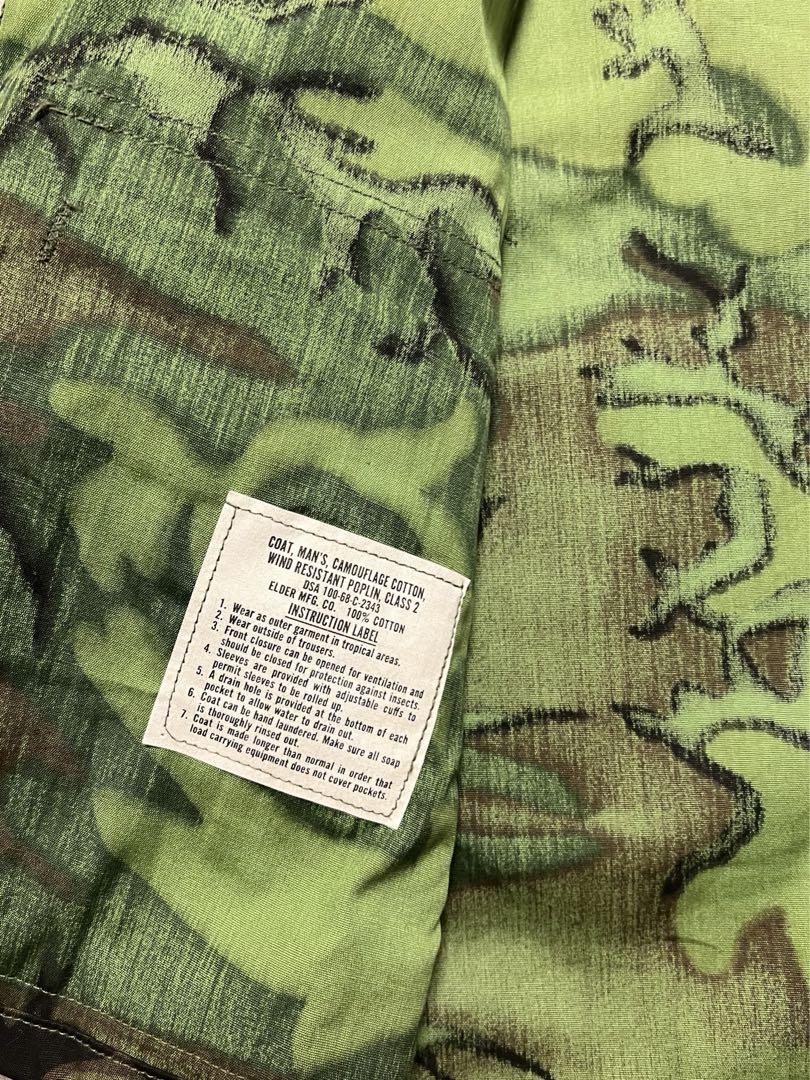 COAT, MAN'S, CAMOUFLAGE COTTON,
WIND RESISTANT POPLIN, CLASS 2
DSA 100-68-C-2343
ELDER MFG. CO. 100% COTTON
INSTRUCTION LABEL
1. Wear as outer garment in tropical areas.
2. Wear outside of trousers.
3. Front closure can be opened for ventilation and
should be closed for protection against insects.
4. Sleeves are provided with adjustable cuffs to
permit sleeves to be rolled up.
5. A drain hole is provided at the bottom of each
pocket to allow water to drain out.
6. Coat can be hand laundered. Make sure all soap
is thoroughly rinsed out.
7. Coat is made longer than normal in order that
load carrying equipment does not cover pockets.